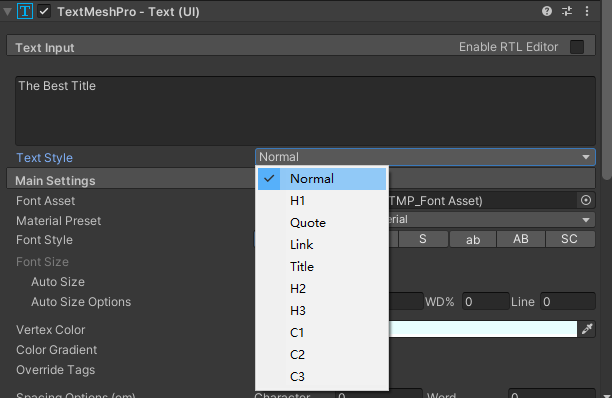 TextMeshPro - Text (UI)
Text Input Enable RTL Editor
The Best Title
Text Style Normal
Normal
H1
Quote
Link
Title
H2
H3
C1
C2
C3
Main Settings
Font Asset TMP_Font Asset)
Material Preset
Font Style S ab AB SC
Font Size
Auto Size
Auto Size Options WD% 0 Line 0
Vertex Color
Color Gradient
Override Tags
Spacing Options (em) Character 0 Word 0